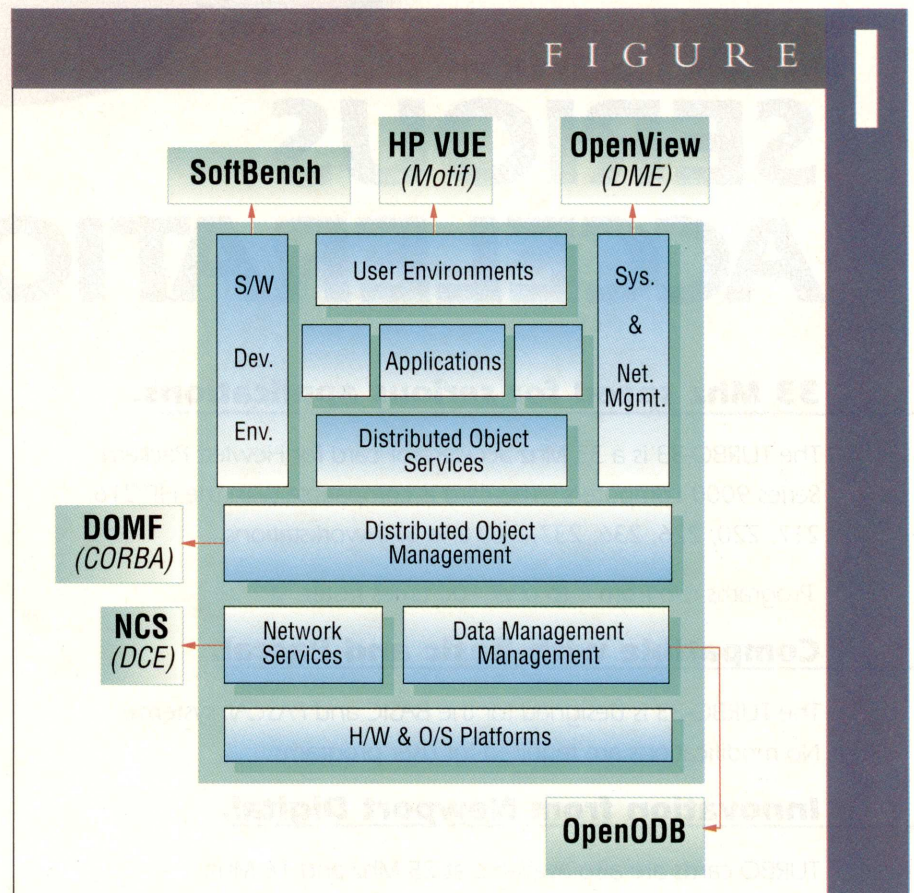 FIGURE 1
SoftBench
HP VUE
(Motif)
OpenView
(DME)
S/W
Dev.
Env.
User Environments
Applications
Distributed Object
Services
Sys.
&
Net.
Mgmt.
DOMF
(CORBA)
Distributed Object
Management
NCS
(DCE)
Network
Services
Data Management
Management
H/W & O/S Platforms
OpenODB